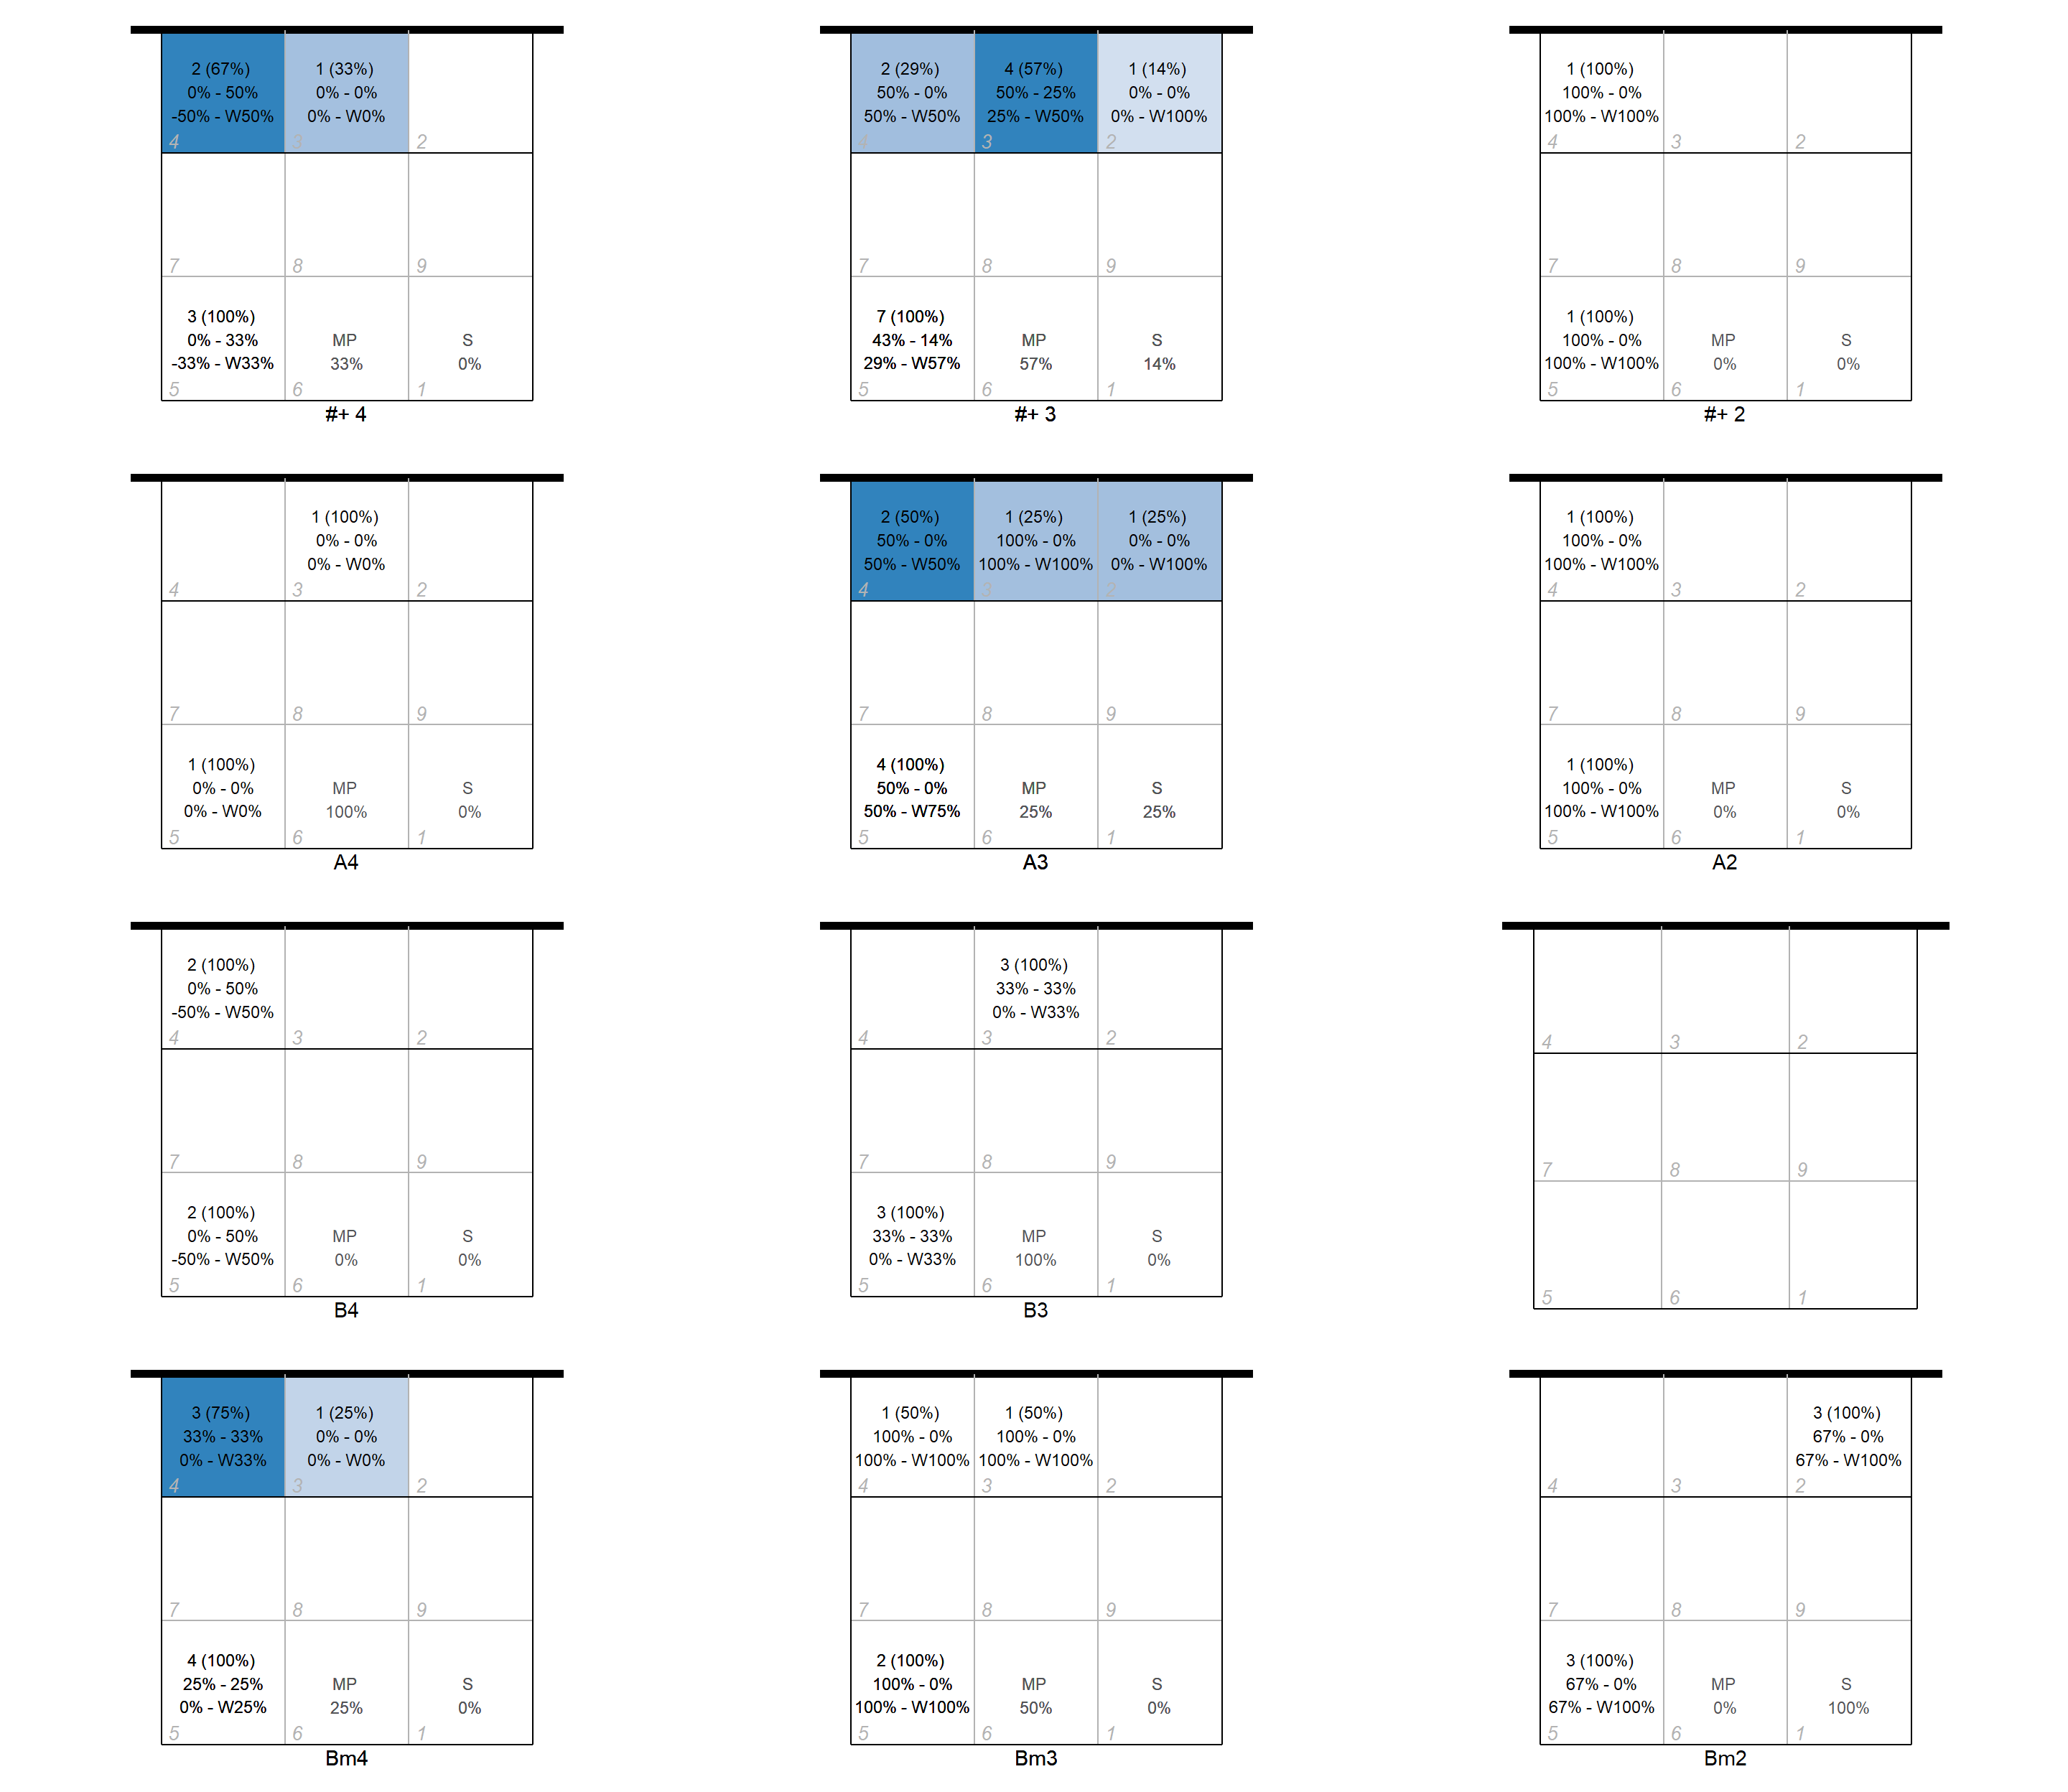 2 (67%)
0% - 50%
-50% - W50%
4
1 (33%)
0% - 0%
0% - W0%
3
2
7
8
9
3 (100%)
0% - 33%
-33% - W33%
5
MP
33%
6
S
0%
1
#+ 4
2 (29%)
50% - 0%
50% - W50%
4
4 (57%)
50% - 25%
25% - W50%
3
1 (14%)
0% - 0%
0% - W100%
2
7
8
9
7 (100%)
43% - 14%
29% - W57%
5
MP
57%
6
S
14%
1
#+ 3
1 (100%)
100% - 0%
100% - W100%
4
3
2
7
8
9
1 (100%)
100% - 0%
100% - W100%
5
MP
0%
6
S
0%
1
#+ 2
4
1 (100%)
0% - 0%
0% - W0%
3
2
7
8
9
1 (100%)
0% - 0%
0% - W0%
5
MP
100%
6
S
0%
1
A4
2 (50%)
50% - 0%
50% - W50%
4
1 (25%)
100% - 0%
100% - W100%
3
1 (25%)
0% - 0%
0% - W100%
2
7
8
9
4 (100%)
50% - 0%
50% - W75%
5
MP
25%
6
S
25%
1
A3
1 (100%)
100% - 0%
100% - W100%
4
3
2
7
8
9
1 (100%)
100% - 0%
100% - W100%
5
MP
0%
6
S
0%
1
A2
2 (100%)
0% - 50%
-50% - W50%
4
3
2
7
8
9
2 (100%)
0% - 50%
-50% - W50%
5
MP
0%
6
S
0%
1
B4
4
3 (100%)
33% - 33%
0% - W33%
3
2
7
8
9
3 (100%)
33% - 33%
0% - W33%
5
MP
100%
6
S
0%
1
B3
4
3
2
7
8
9
5
6
1
3 (75%)
33% - 33%
0% - W33%
4
1 (25%)
0% - 0%
0% - W0%
3
2
7
8
9
4 (100%)
25% - 25%
0% - W25%
5
MP
25%
6
S
0%
1
Bm4
1 (50%)
100% - 0%
100% - W100%
4
1 (50%)
100% - 0%
100% - W100%
3
2
7
8
9
2 (100%)
100% - 0%
100% - W100%
5
MP
50%
6
S
0%
1
Bm3
4
3
3 (100%)
67% - 0%
67% - W100%
2
7
8
9
3 (100%)
67% - 0%
67% - W100%
5
MP
0%
6
S
100%
1
Bm2